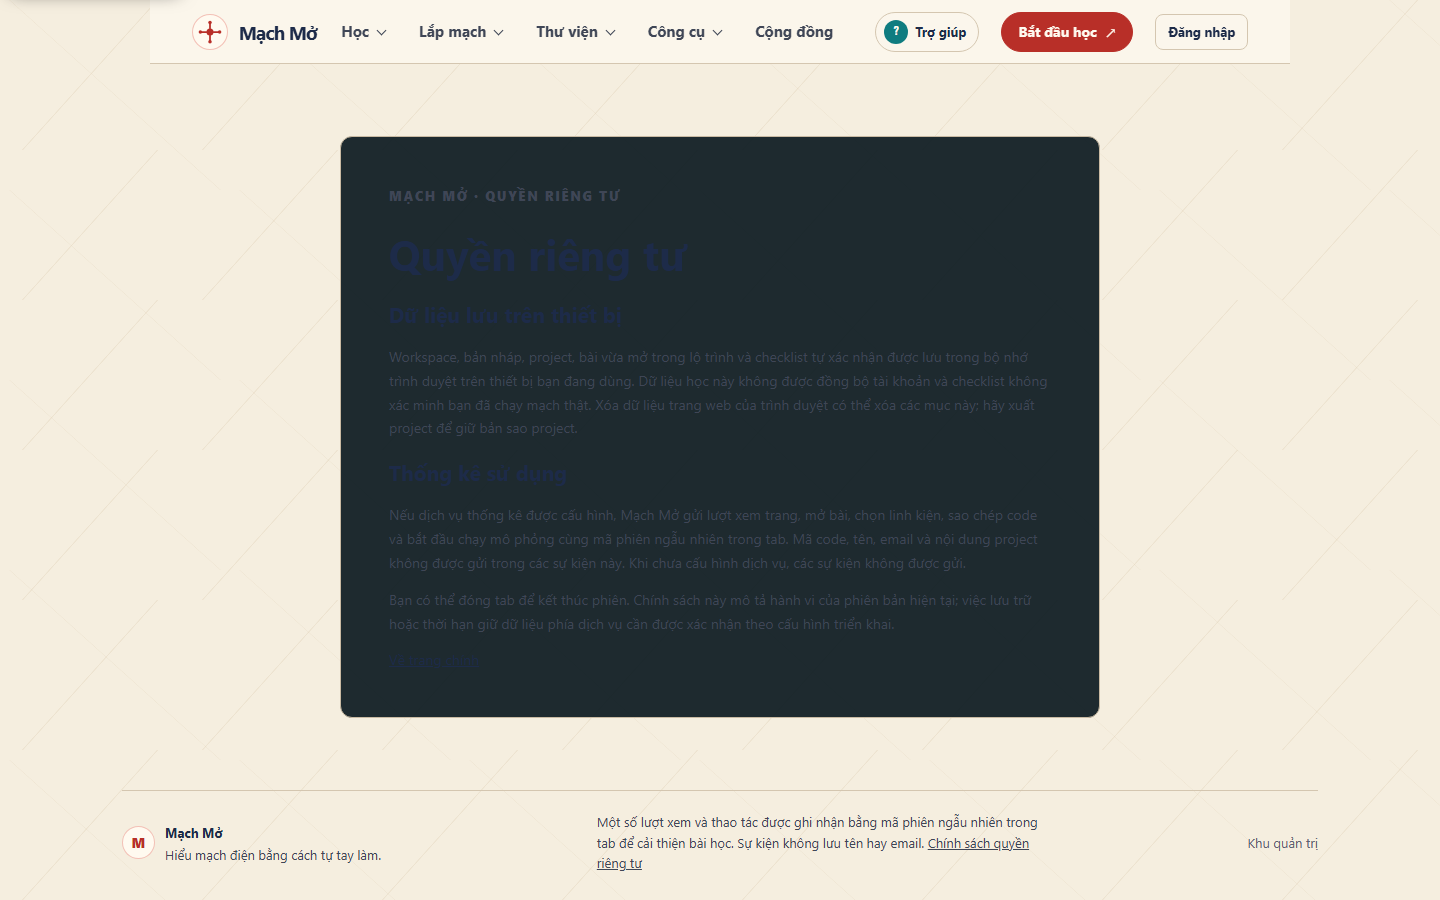 Mạch Mở
Học
Lắp mạch
Thư viện
Công cụ
Cộng đồng
? Trợ giúp
Bắt đầu học ↗
Đăng nhập
MẠCH MỞ · QUYỀN RIÊNG TƯ
Quyền riêng tư
Dữ liệu lưu trên thiết bị
Workspace, bản nháp, project, bài vừa mở trong lộ trình và checklist tự xác nhận được lưu trong bộ nhớ
trình duyệt trên thiết bị bạn đang dùng. Dữ liệu học này không được đồng bộ tài khoản và checklist không
xác minh bạn đã chạy mạch thật. Xóa dữ liệu trang web của trình duyệt có thể xóa các mục này; hãy xuất
project để giữ bản sao project.
Thống kê sử dụng
Nếu dịch vụ thống kê được cấu hình, Mạch Mở gửi lượt xem trang, mở bài, chọn linh kiện, sao chép code
và bắt đầu chạy mô phỏng cùng mã phiên ngẫu nhiên trong tab. Mã code, tên, email và nội dung project
không được gửi trong các sự kiện này. Khi chưa cấu hình dịch vụ, các sự kiện không được gửi.
Bạn có thể đóng tab để kết thúc phiên. Chính sách này mô tả hành vi của phiên bản hiện tại; việc lưu trữ
hoặc thời hạn giữ dữ liệu phía dịch vụ cần được xác nhận theo cấu hình triển khai.
M
Mạch Mở
Hiểu mạch điện bằng cách tự tay làm.
Một số lượt xem và thao tác được ghi nhận bằng mã phiên ngẫu nhiên trong
tab để cải thiện bài học. Sự kiện không lưu tên hay email. Chính sách quyền
riêng tư
Khu quản trị